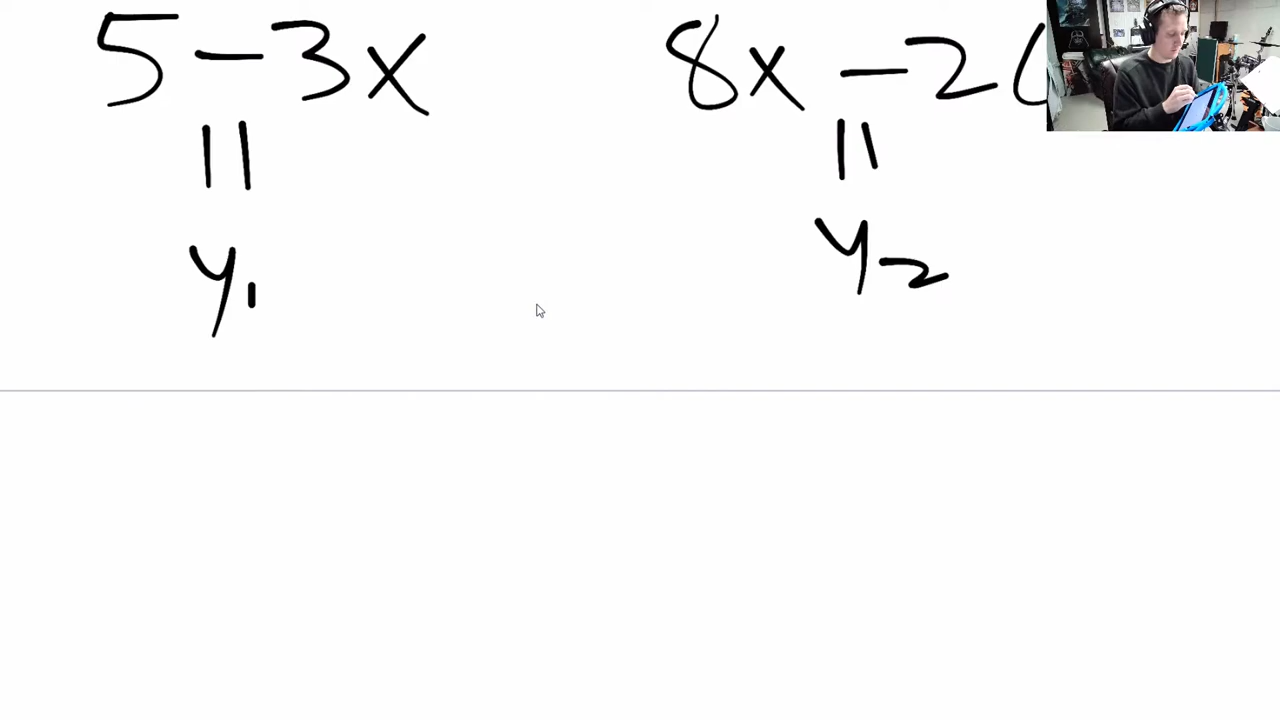 5 - 3x 8x - 2
|| ||
y₁ y₂